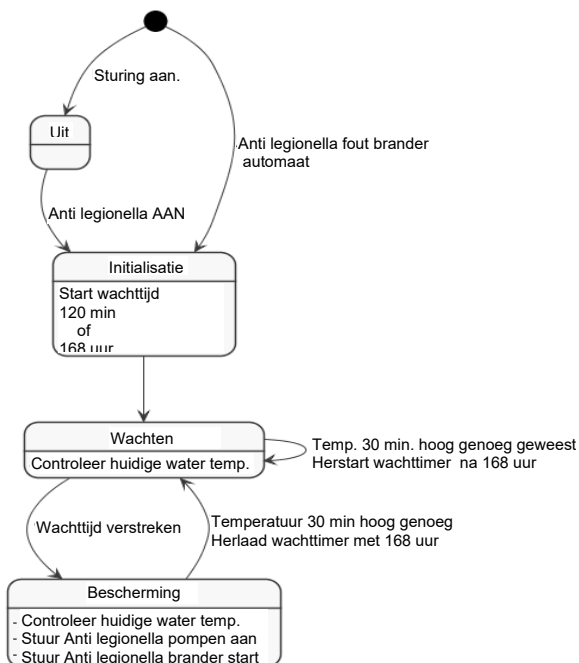 Sturing aan.
Uit
Anti legionella fout brander
automaat
Anti legionella AAN
Initialisatie
Start wachttijd
120 min
of
168 uur
Wachten
Controleer huidige water temp.
Temp. 30 min. hoog genoeg geweest
Herstart wachttimer na 168 uur
Wachttijd verstreken
Temperatuur 30 min hoog genoeg
Herlaad wachttimer met 168 uur
Bescherming
- Controleer huidige water temp.
- Stuur Anti legionella pompen aan
- Stuur Anti legionella brander start